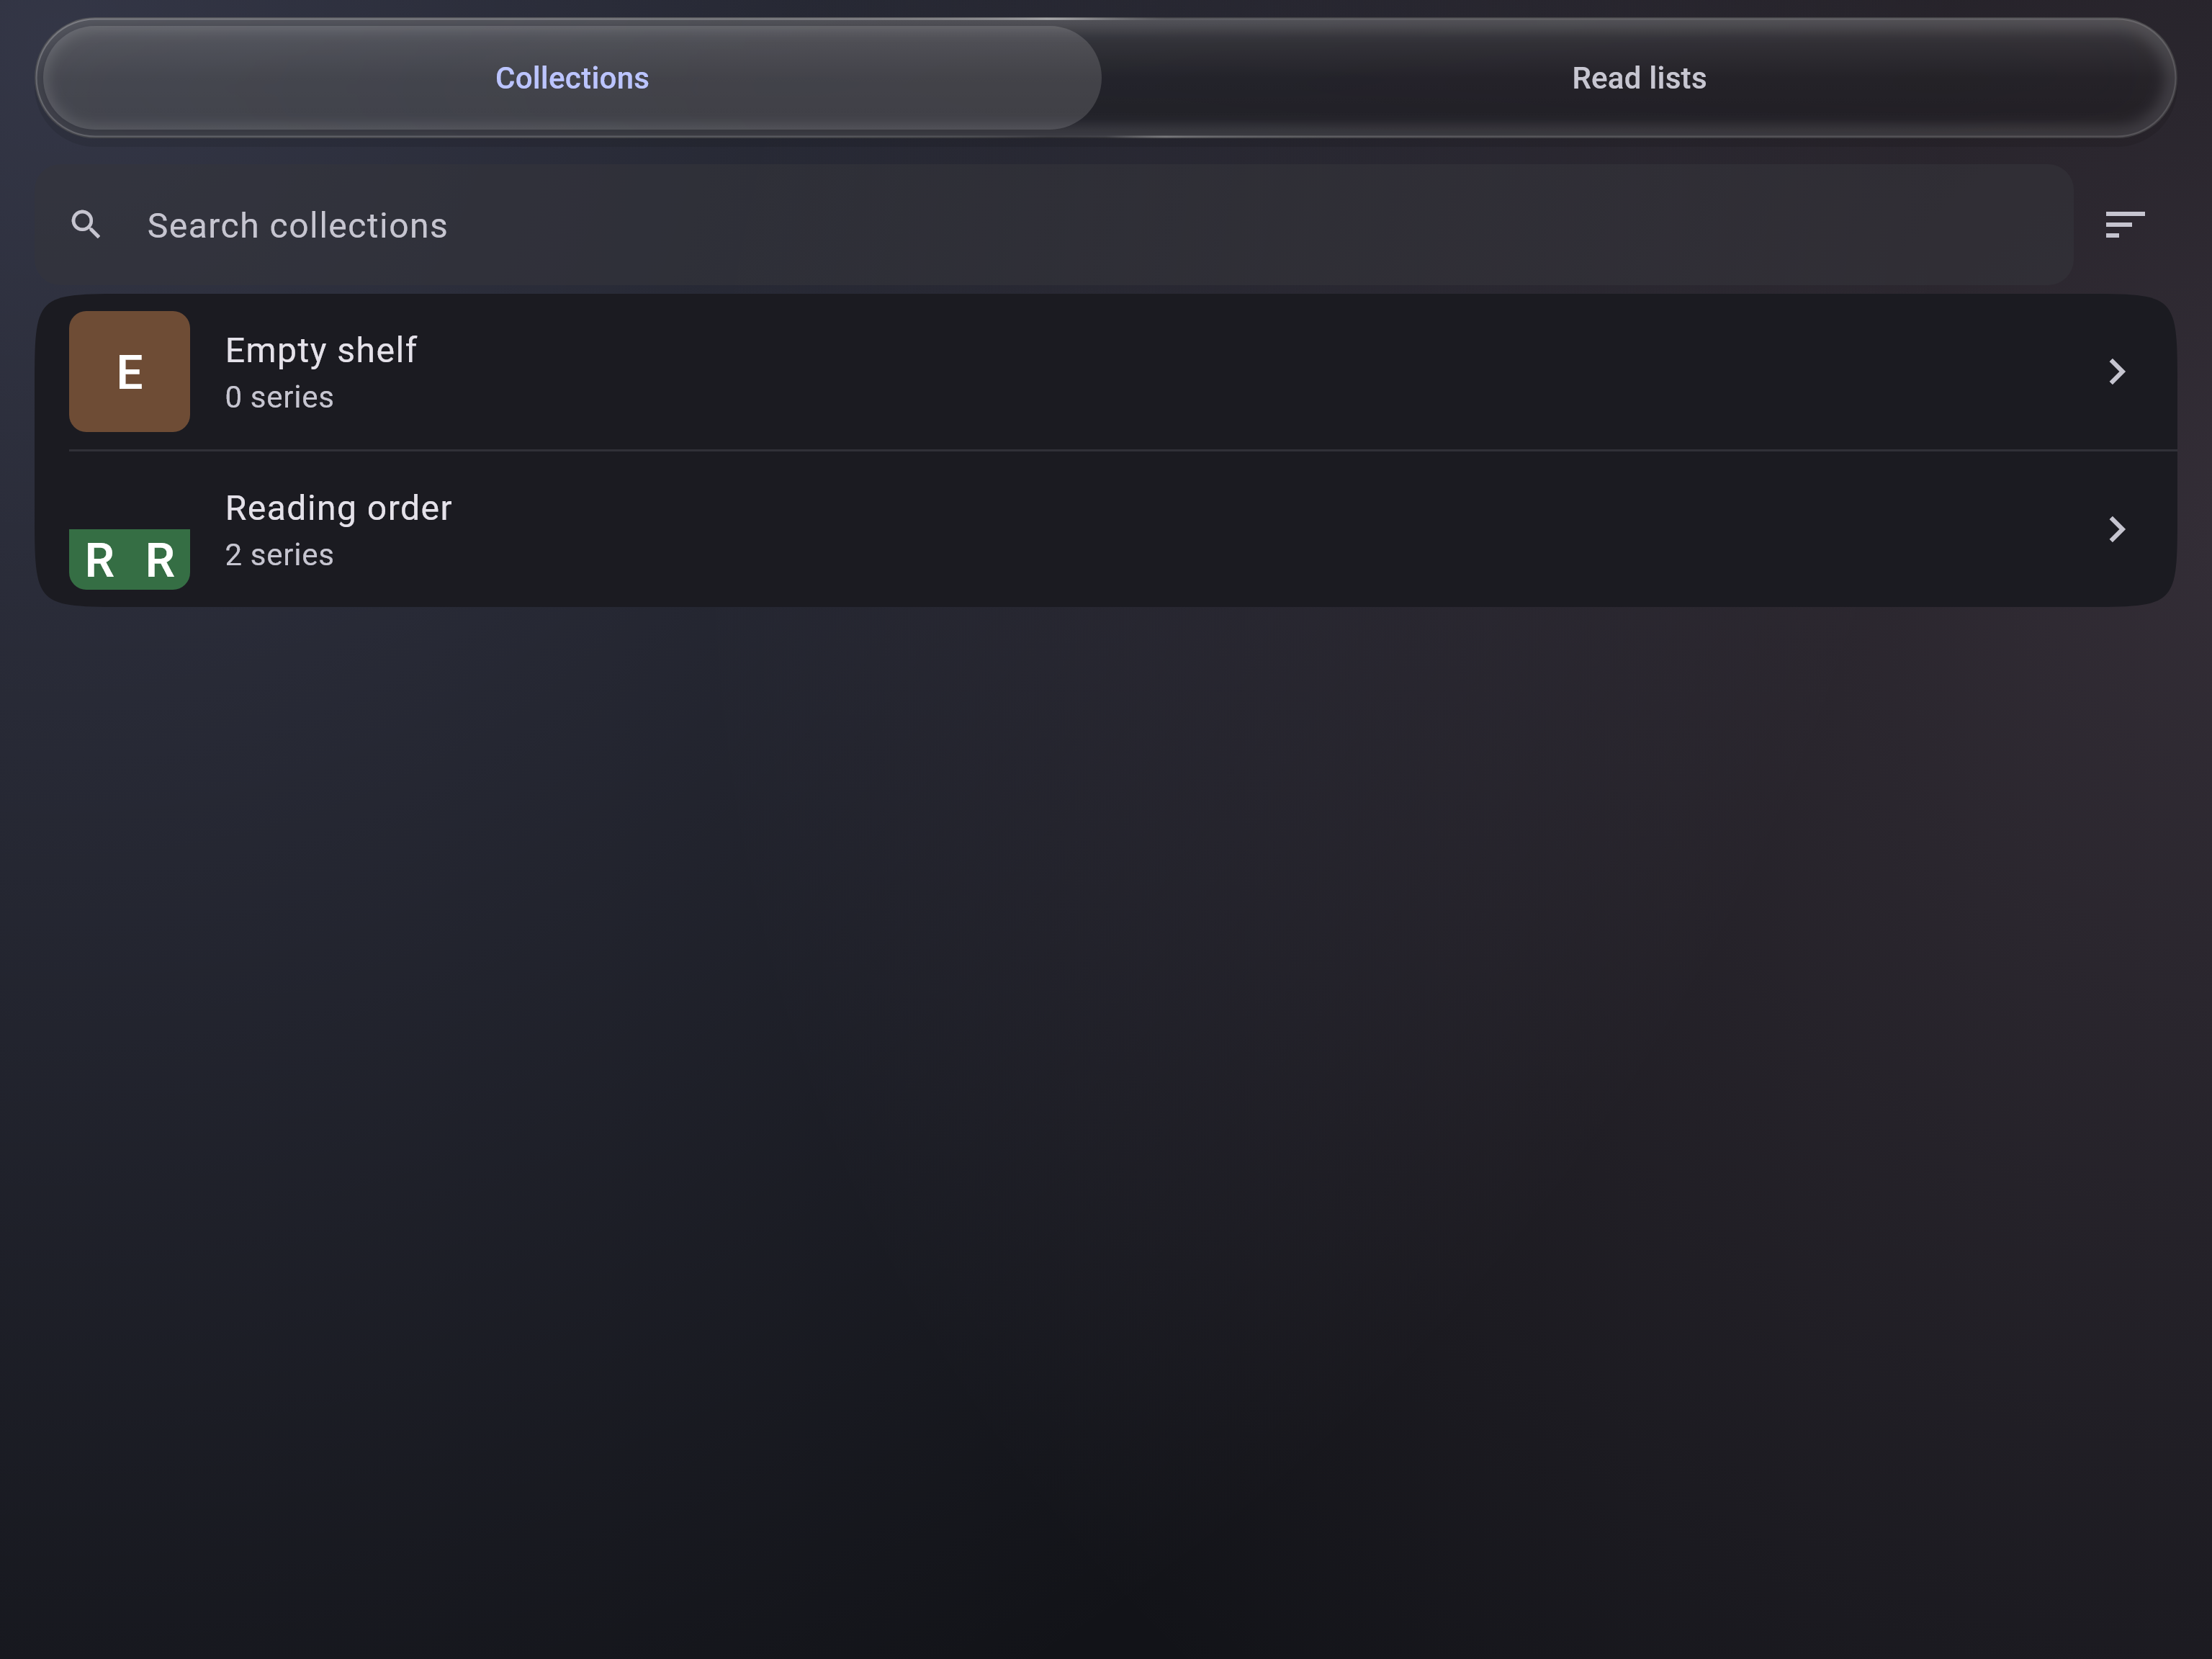 Collections
Read lists
Search collections
E
Empty shelf
0 series
Reading order
2 series
R R